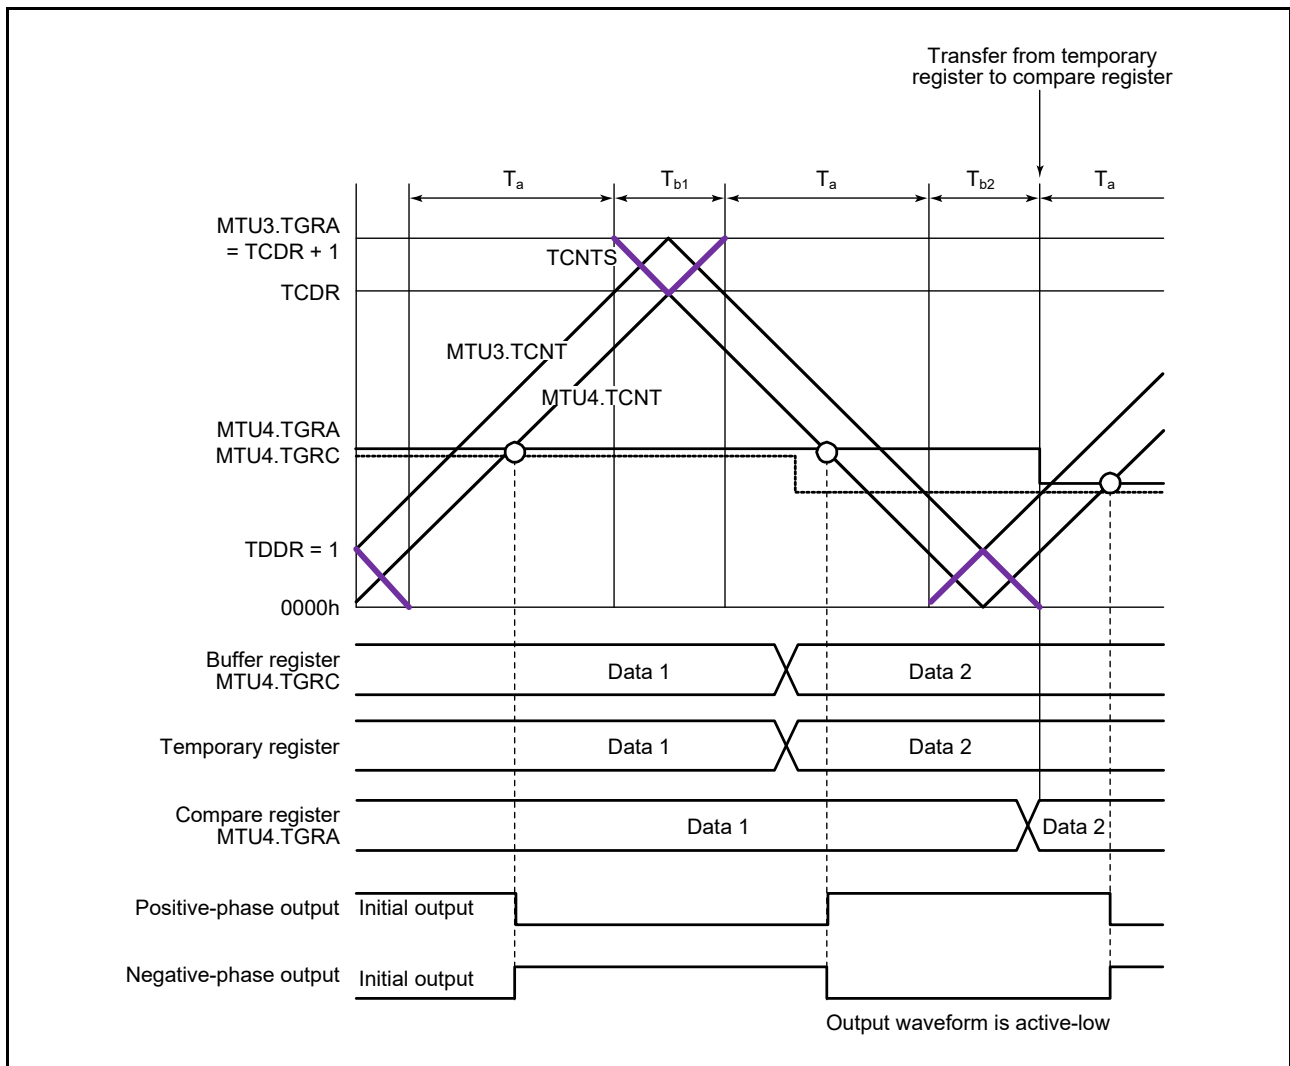 Transfer from temporary
register to compare register
Ta
Tb1
Ta
Tb2
Ta
MTU3.TGRA
= TCDR + 1
TCNTS
TCDR
MTU3.TCNT
MTU4.TCNT
MTU4.TGRA
MTU4.TGRC
TDDR = 1
0000h
Buffer register
MTU4.TGRC
Data 1
Data 2
Temporary register
Data 1
Data 2
Compare register
MTU4.TGRA
Data 1
Data 2
Positive-phase output
Initial output
Negative-phase output
Initial output
Output waveform is active-low